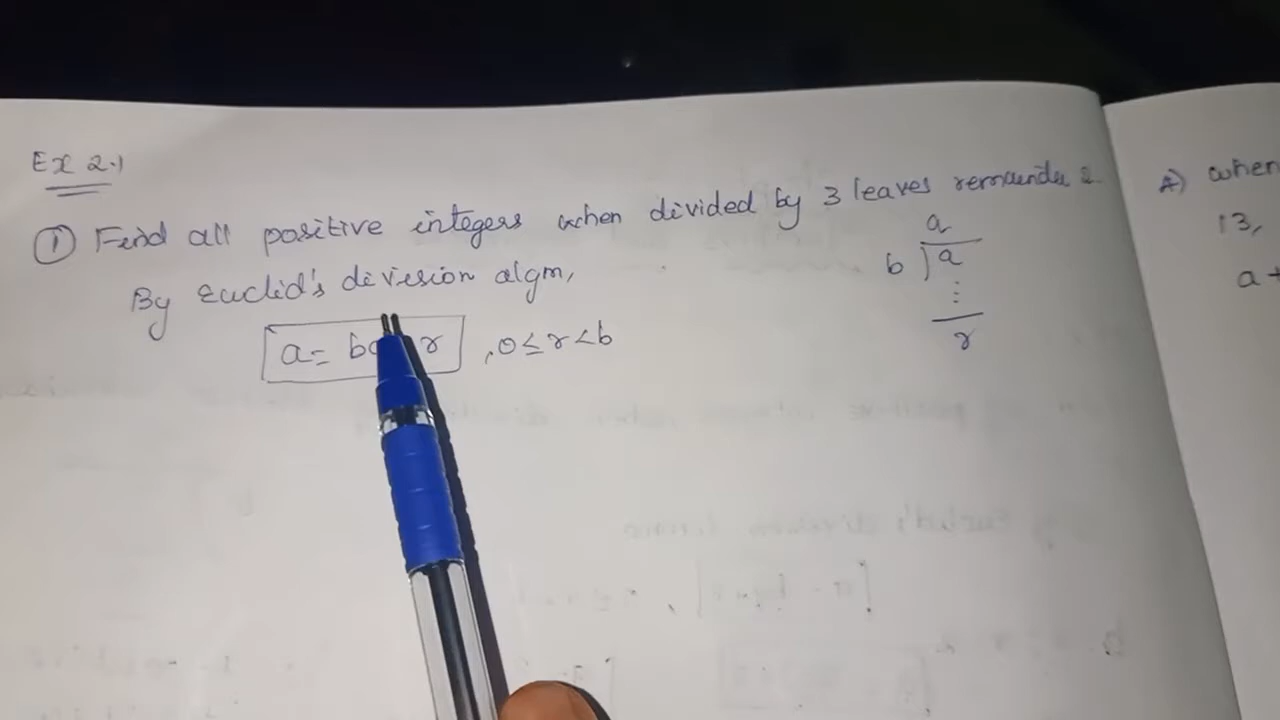 Ex 2.1
① Find all positive integers when divided by 3 leaves remainder 2.
By Euclid's division algm,
a = bq r , 0 ≤ r < b
a
b ) a
⋮
r
A) when
13,
a +